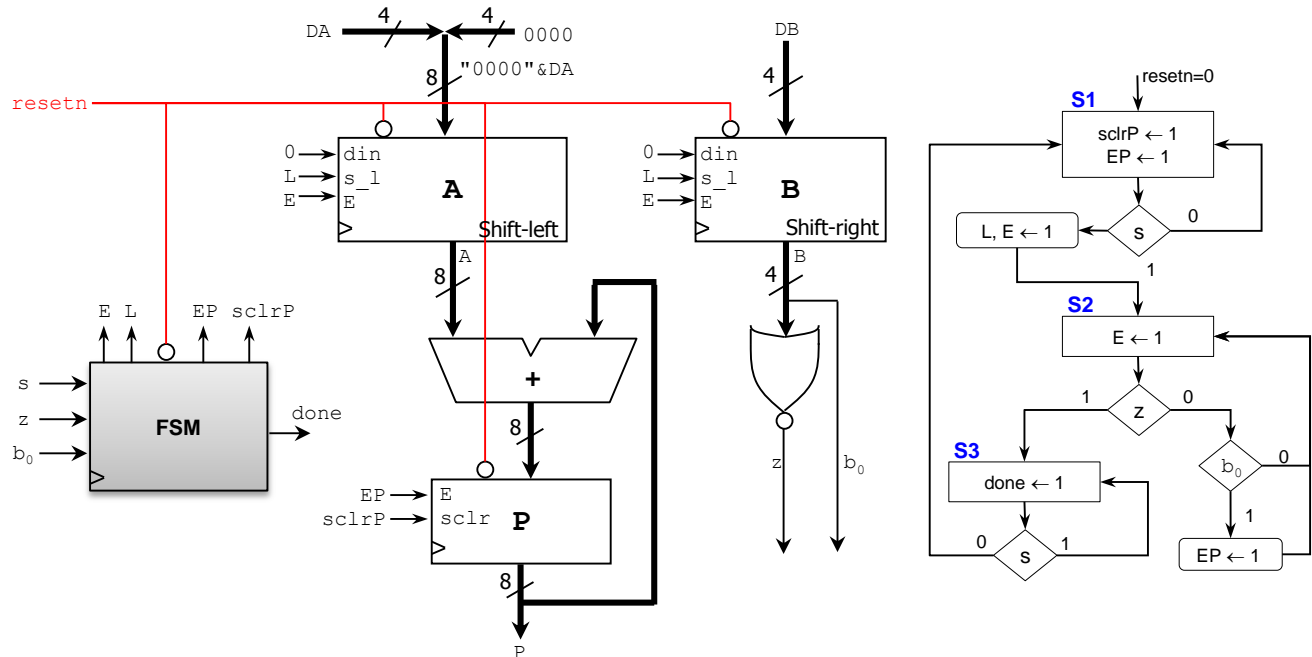 DA
4
4
0000
"0000"&DA
8
DB
4
resetn
0
din
L
s_l
E
E
A
Shift-left
0
din
L
s_l
E
E
B
Shift-right
A
8
B
4
E
L
EP
sclrP
s
z
b0
FSM
done
+
8
z
b0
EP
E
sclrP
sclr
P
8
P
resetn=0
S1
sclrP ← 1
EP ← 1
s
0
1
L, E ← 1
S2
E ← 1
1
z
0
S3
done ← 1
b0
0
1
0
s
1
EP ← 1